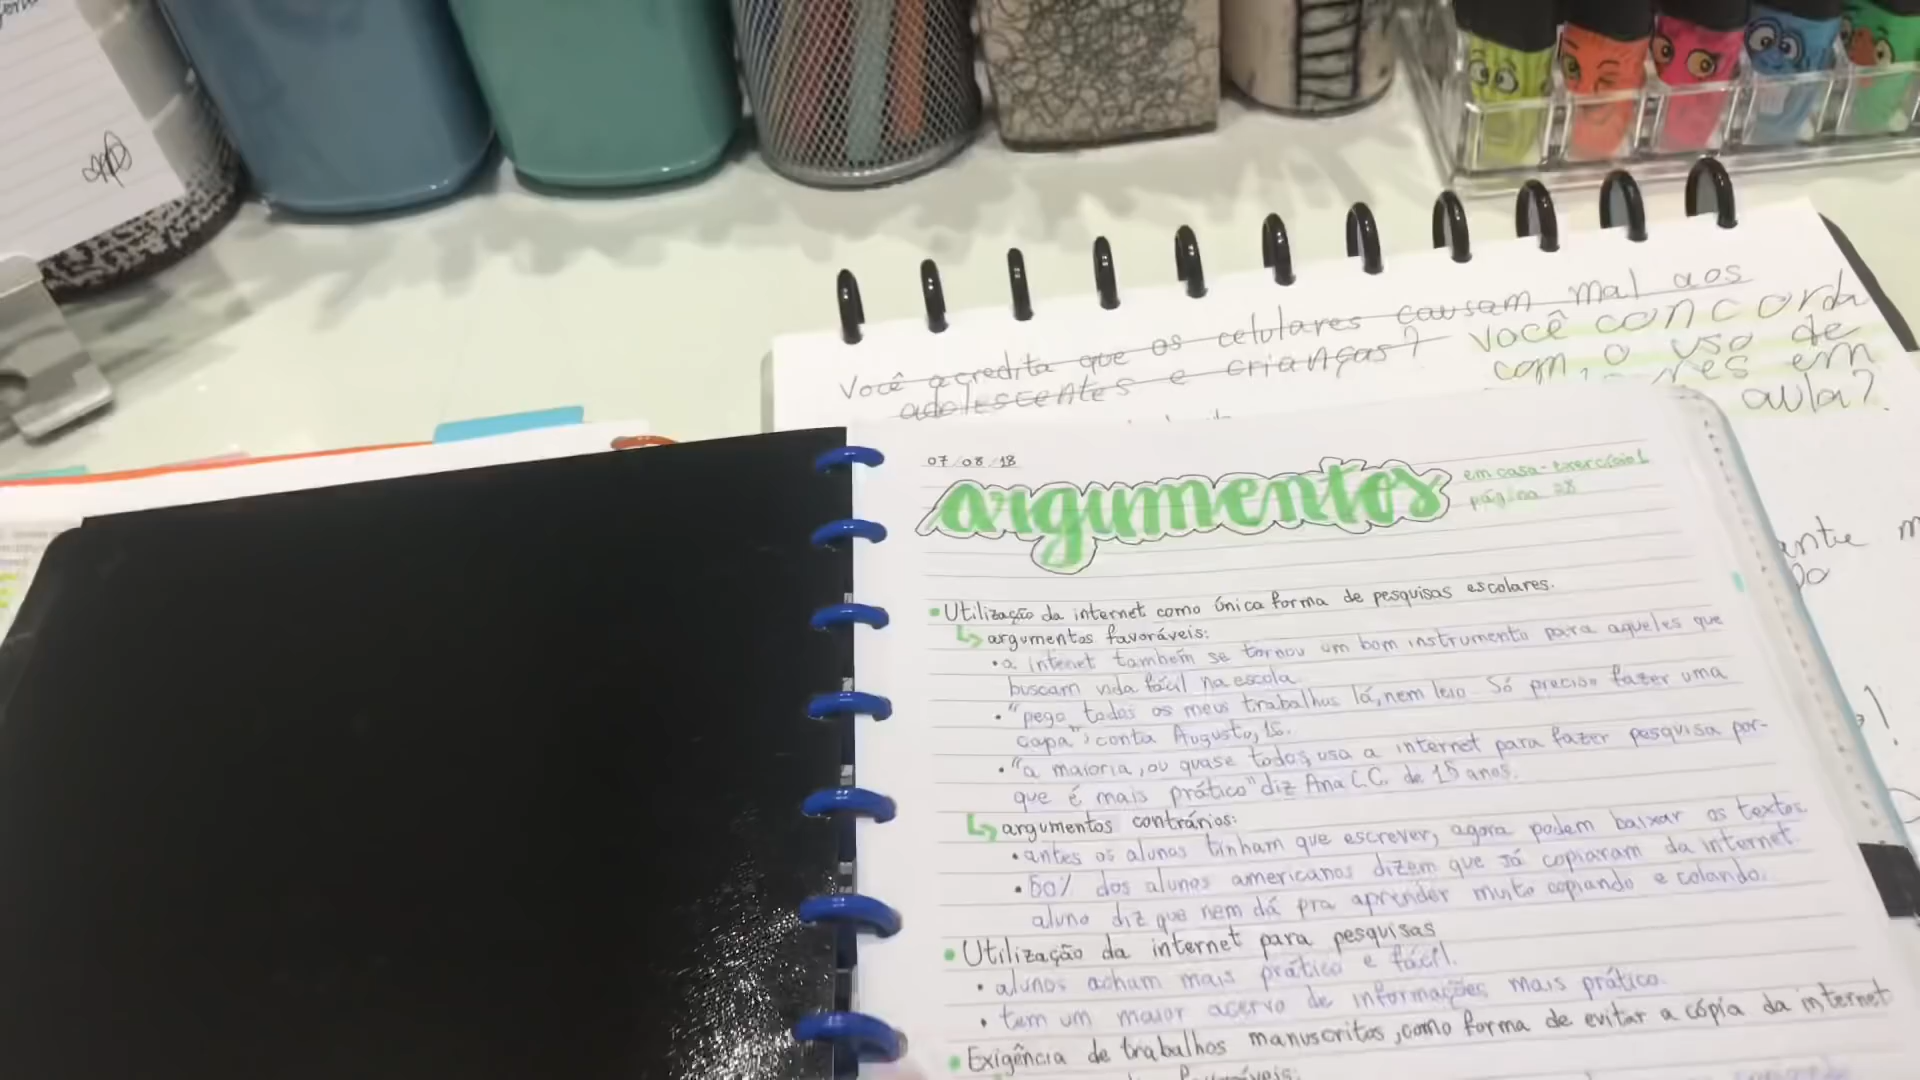 Você acredita que os celulares causam mal aos
adolescentes e crianças? Você concorda
com o uso de
em
aula?
07/08/18
argumentos
em casa - exercício 1
página 28
• Utilização da internet como única forma de pesquisas escolares.
argumentos favoráveis:
• a internet também se tornou um bom instrumento para aqueles que
buscam vida fácil na escola.
• "pego todos os meus trabalhos lá, nem leio. Só preciso fazer uma
capa", conta Augusto, 16.
• "a maioria, ou quase todos, usa a internet para fazer pesquisa por-
que é mais prático" diz Ana C.C. de 15 anos.
argumentos contrários:
• antes os alunos tinham que escrever, agora podem baixar os textos
• 60% dos alunos americanos dizem que já copiaram da internet.
aluno diz que nem dá pra aprender muito copiando e colando.
• Utilização da internet para pesquisas
• alunos acham mais prático e fácil.
• tem um maior acervo de informações mais prático.
• Exigência de trabalhos manuscritos, como forma de evitar a cópia da internet